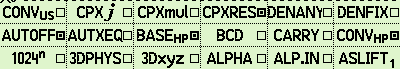 CONVUS□ CPXj□ CPXmul□ CPXRES▣ DENANY□ DENFIX□
AUTOFF▣ AUTXEQ□ BASEHP▣ BCD□ CARRY□ CONVHP▣
1024ⁿ□ 3DPHYS□ 3Dxyz□ ALPHA□ ALP.IN□ ASLIFT₁